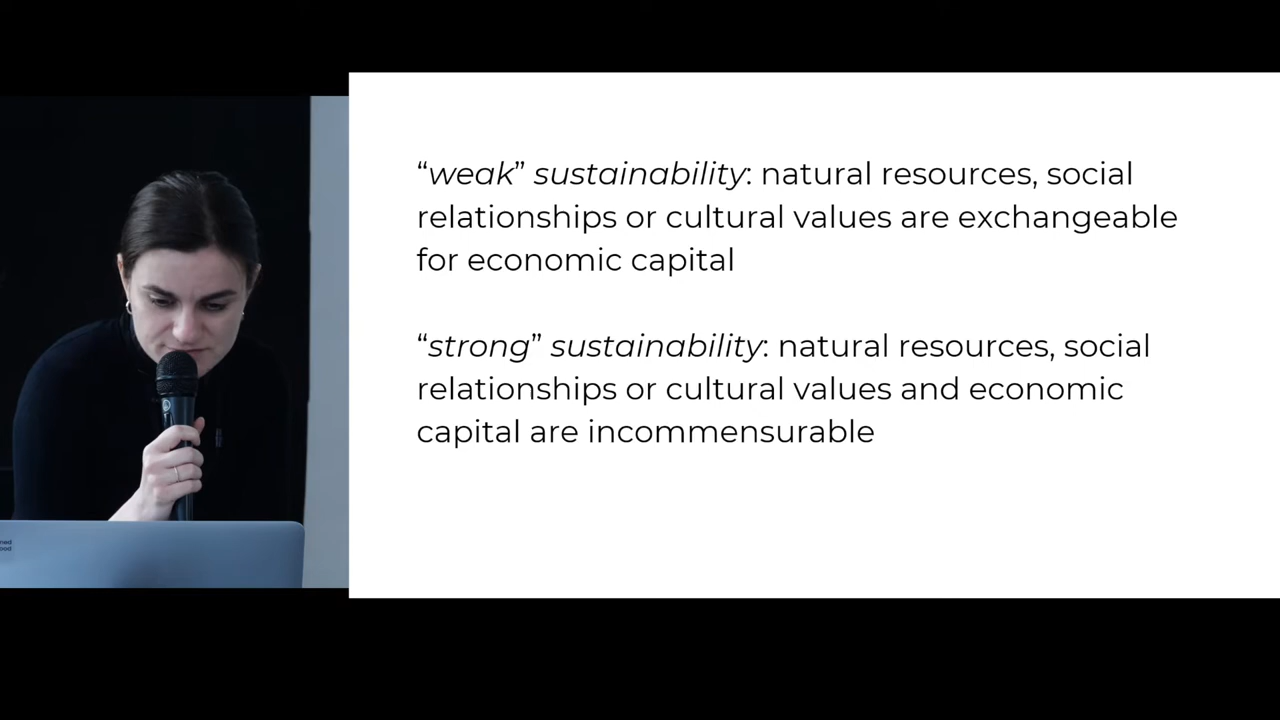 “weak” sustainability: natural resources, social
relationships or cultural values are exchangeable
for economic capital
“strong” sustainability: natural resources, social
relationships or cultural values and economic
capital are incommensurable